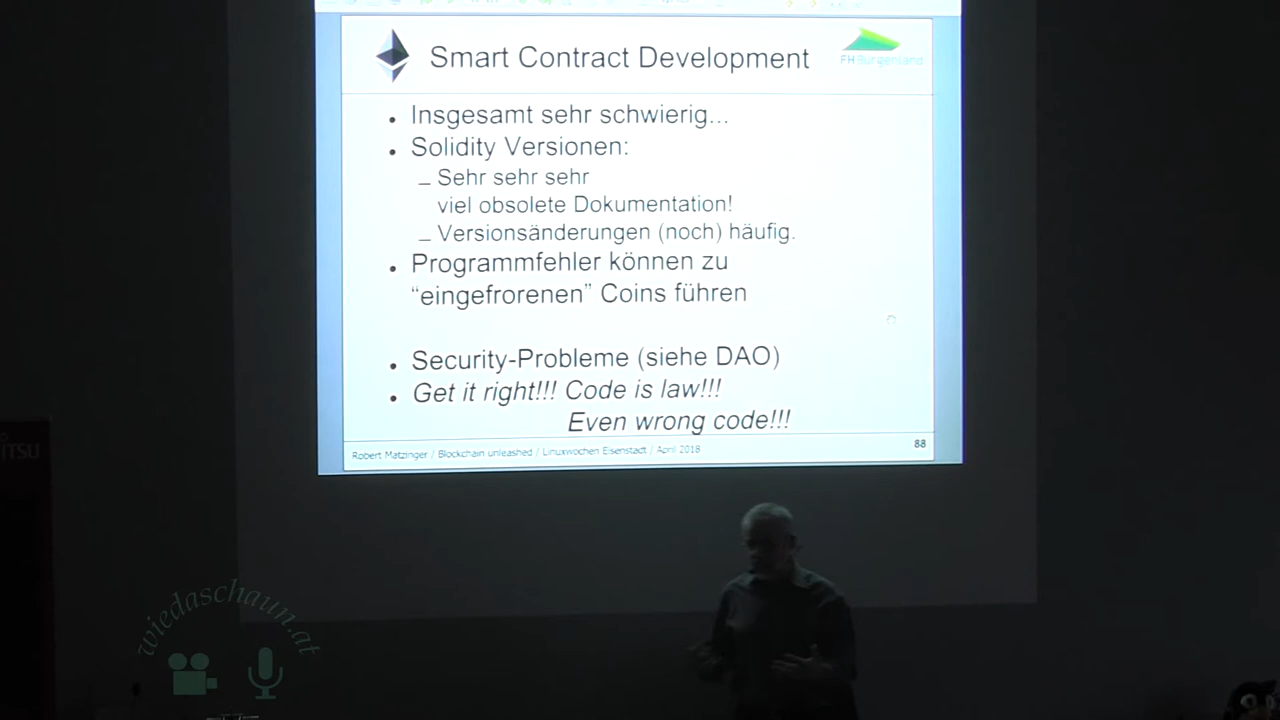 Smart Contract Development
FH Burgenland
• Insgesamt sehr schwierig...
• Solidity Versionen:
– Sehr sehr sehr
viel obsolete Dokumentation!
– Versionsänderungen (noch) häufig.
• Programmfehler können zu
“eingefrorenen” Coins führen
• Security-Probleme (siehe DAO)
• Get it right!!! Code is law!!!
Even wrong code!!!
Robert Matzinger / Blockchain unleashed / Linuxwochen Eisenstadt / April 2018
88
ITSU
wiedaschaun.at